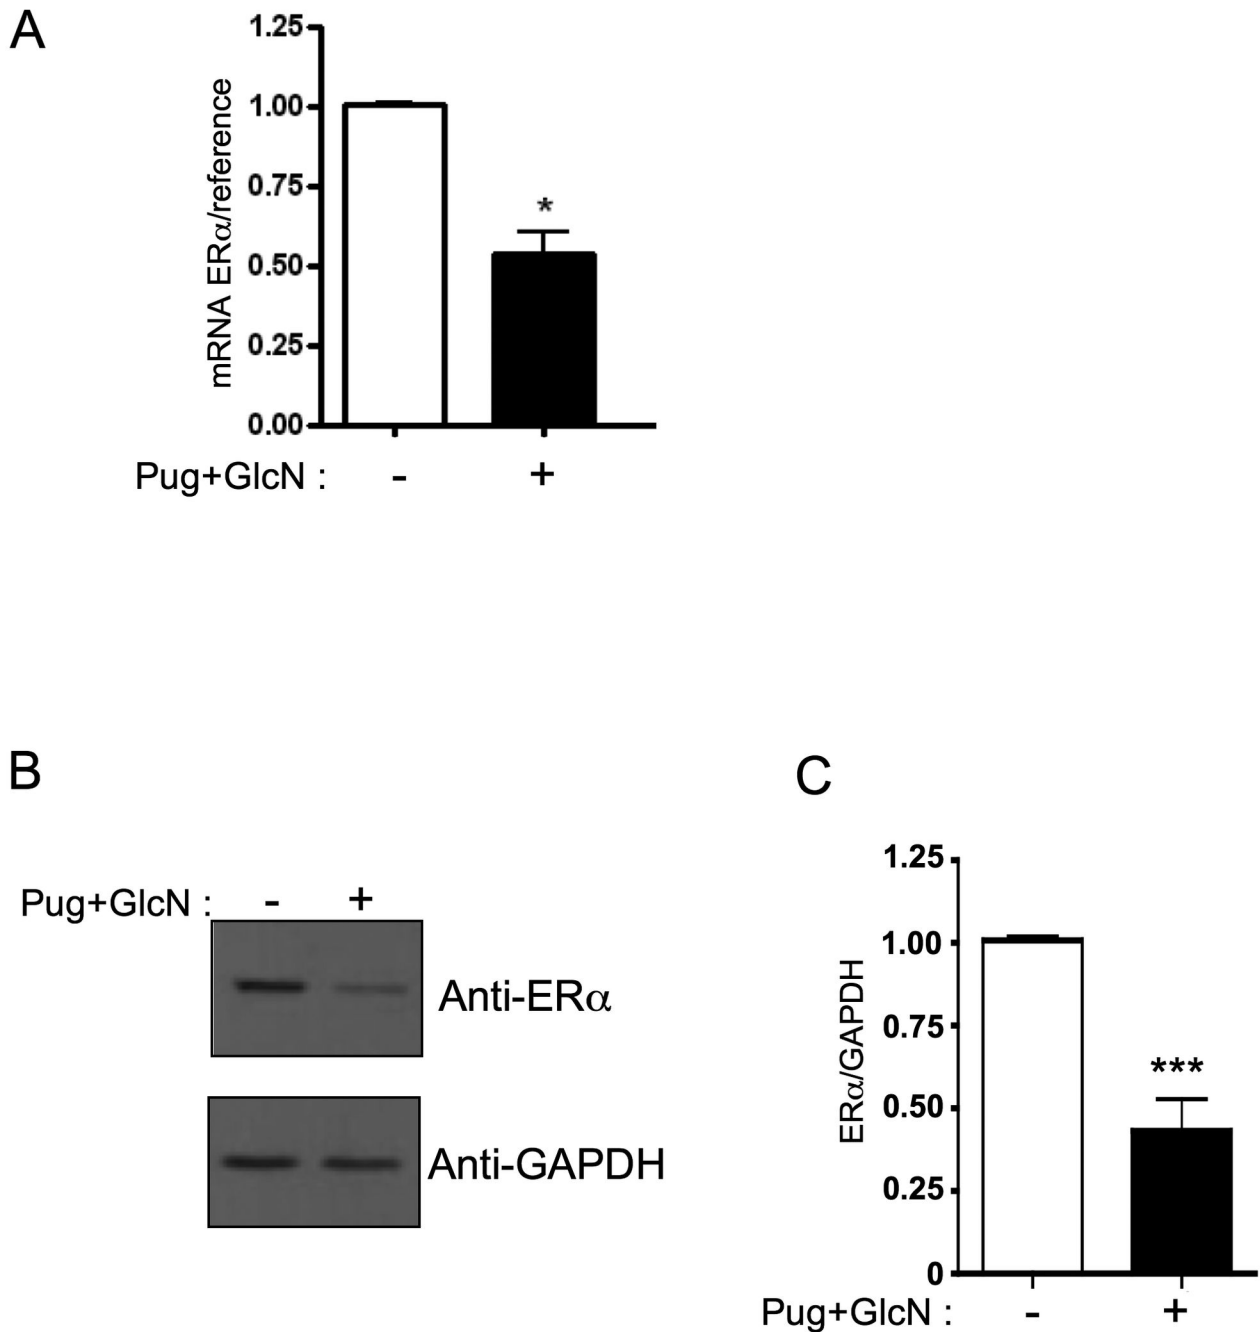 A
mRNA ERα/reference
1.25
1.00
0.75
0.50
0.25
0.00
*
Pug+GlcN : - +
B
Pug+GlcN : - +
Anti-ERα
Anti-GAPDH
C
ERα/GAPDH
1.25
1.00
0.75
0.50
0.25
0
***
Pug+GlcN : - +